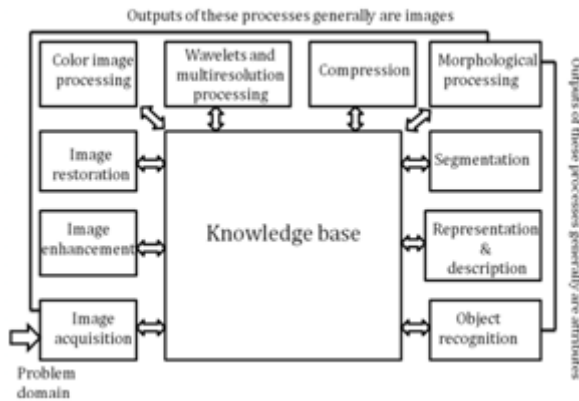 Outputs of these processes generally are images
Color image
processing
Wavelets and
multiresolution
processing
Compression
Morphological
processing
Image
restoration
Segmentation
Image
enhancement
Knowledge base
Representation
&
description
Image
acquisition
Object
recognition
Problem
domain
Outputs of these processes generally are attributes